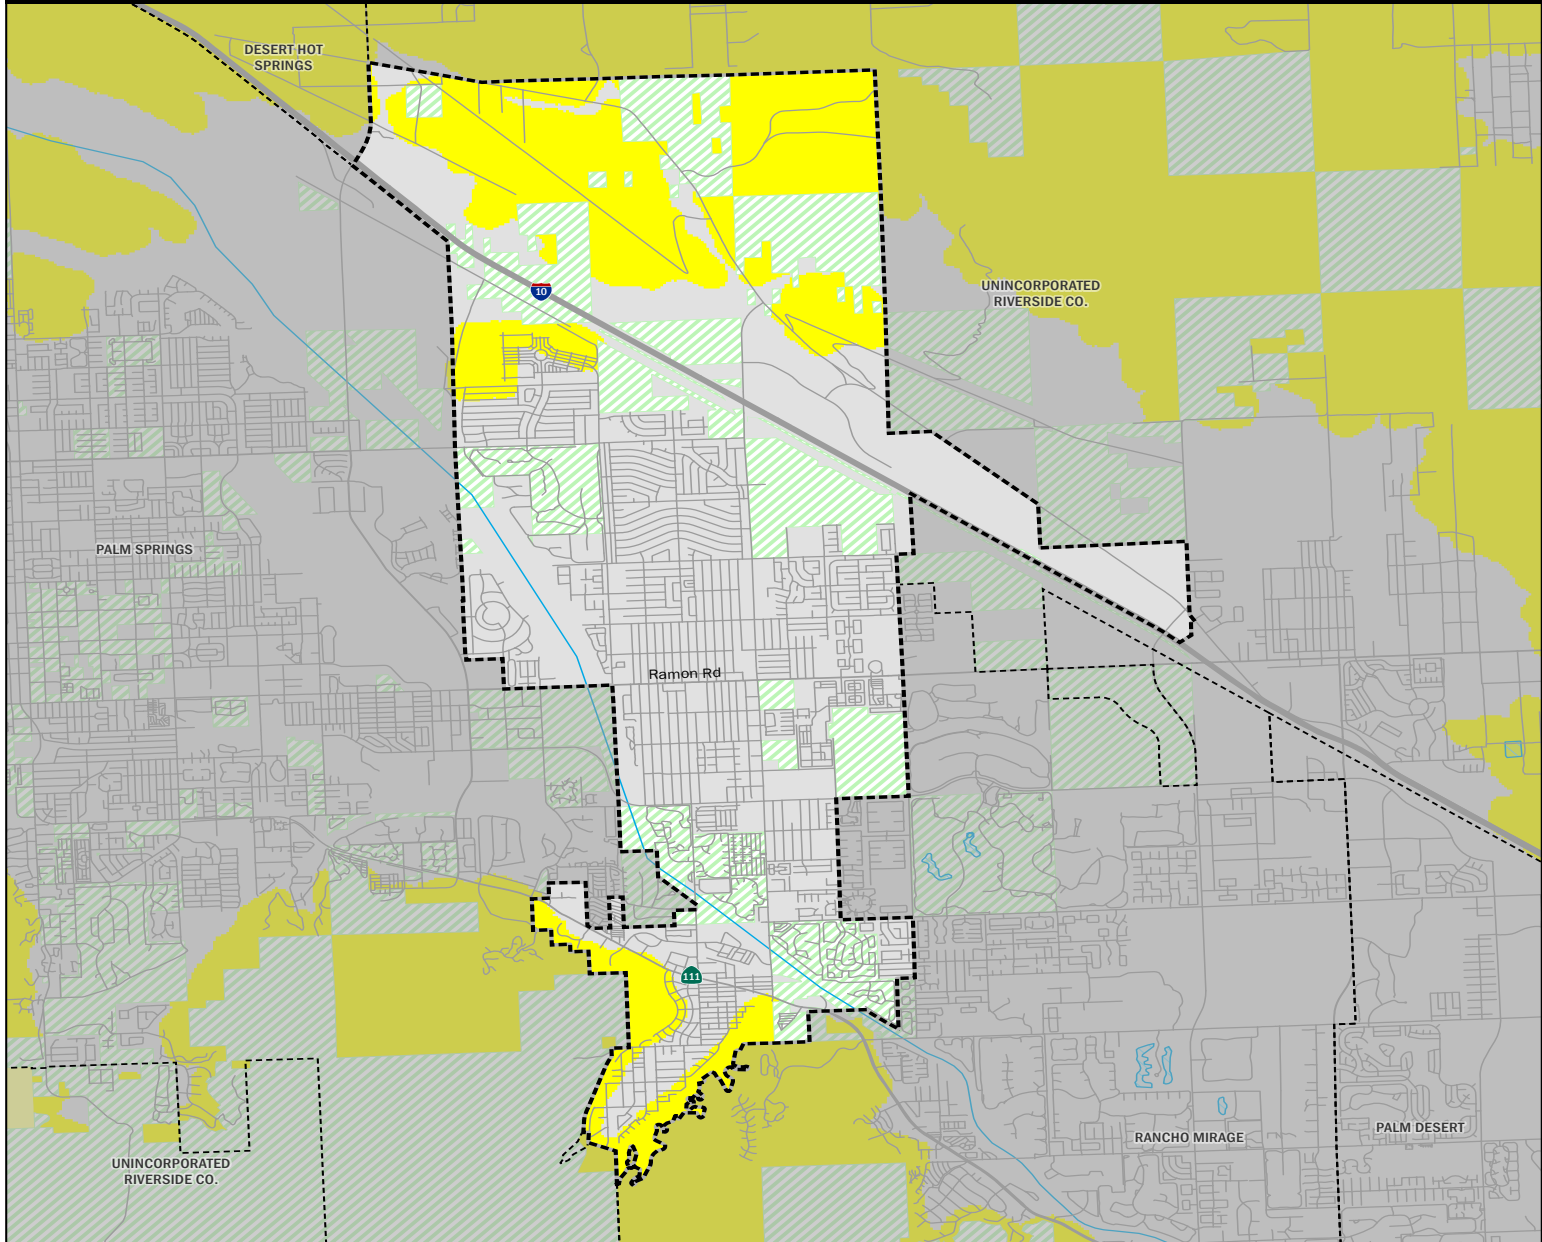 DESERT HOT
SPRINGS
UNINCORPORATED
RIVERSIDE CO.
10
PALM SPRINGS
Ramon Rd
111
RANCHO MIRAGE
PALM DESERT
UNINCORPORATED
RIVERSIDE CO.